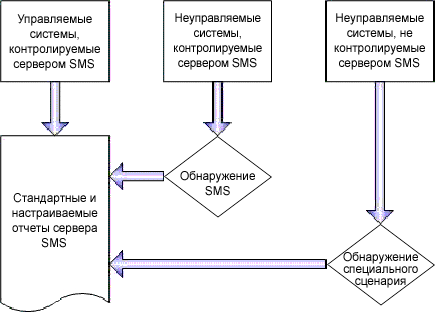 Управляемые
системы,
контролируемые
сервером SMS
Неуправляемые
системы,
контролируемые
сервером SMS
Неуправляемые
системы, не
контролируемые
сервером SMS
Стандартные и
настраиваемые
отчеты сервера
SMS
Обнаружение
SMS
Обнаружение
специального
сценария